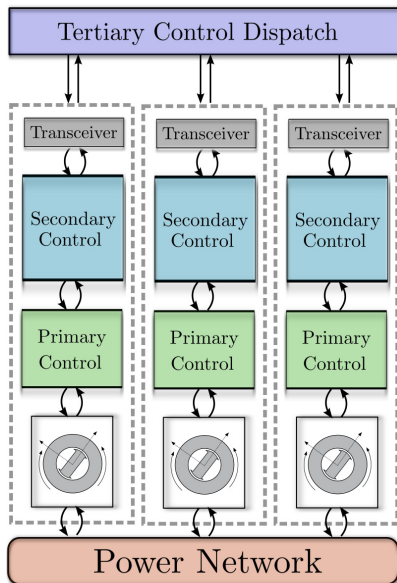 Tertiary Control Dispatch
Transceiver
Transceiver
Transceiver
Secondary
Control
Secondary
Control
Secondary
Control
Primary
Control
Primary
Control
Primary
Control
Power Network